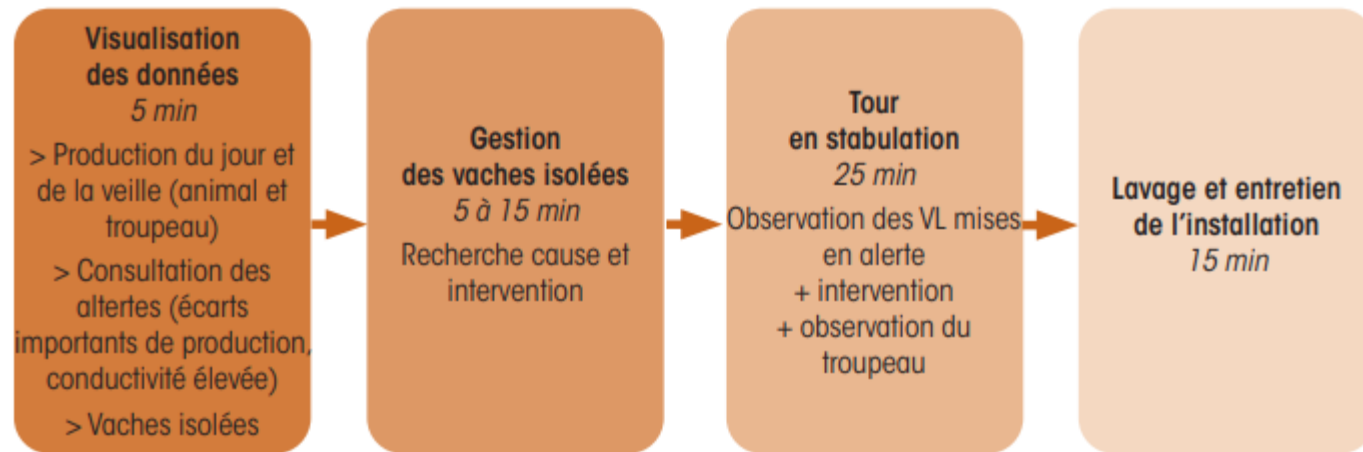 Visualisation
des données
5 min
> Production du jour et
de la veille (animal et
troupeau)
> Consultation des
altertes (écarts
importants de production,
conductivité élevée)
> Vaches isolées
Gestion
des vaches isolées
5 à 15 min
Recherche cause et
intervention
Tour
en stabulation
25 min
Observation des VL mises
en alerte
+ intervention
+ observation du
troupeau
Lavage et entretien
de l’installation
15 min